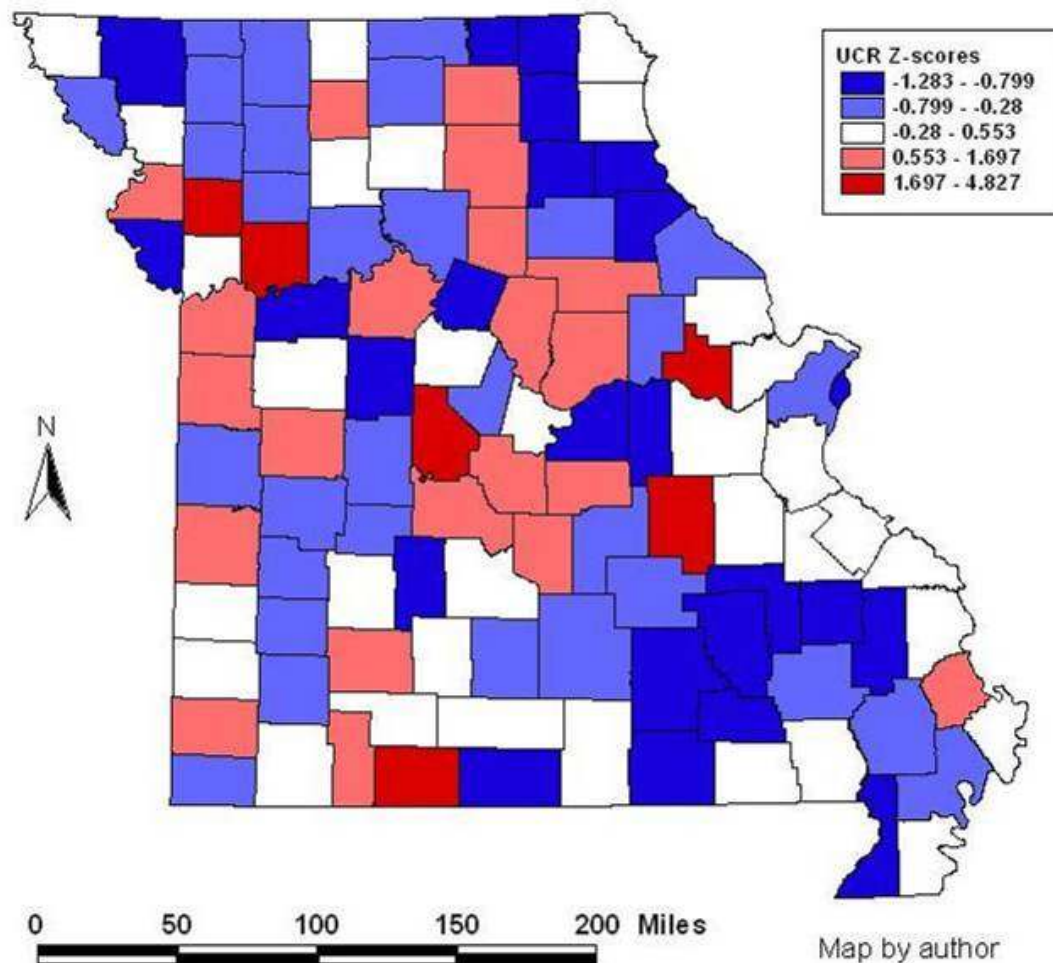 UCR Z-scores
-1.283 - -0.799
-0.799 - -0.28
-0.28 - 0.553
0.553 - 1.697
1.697 - 4.827
N
0 50 100 150 200 Miles
Map by author